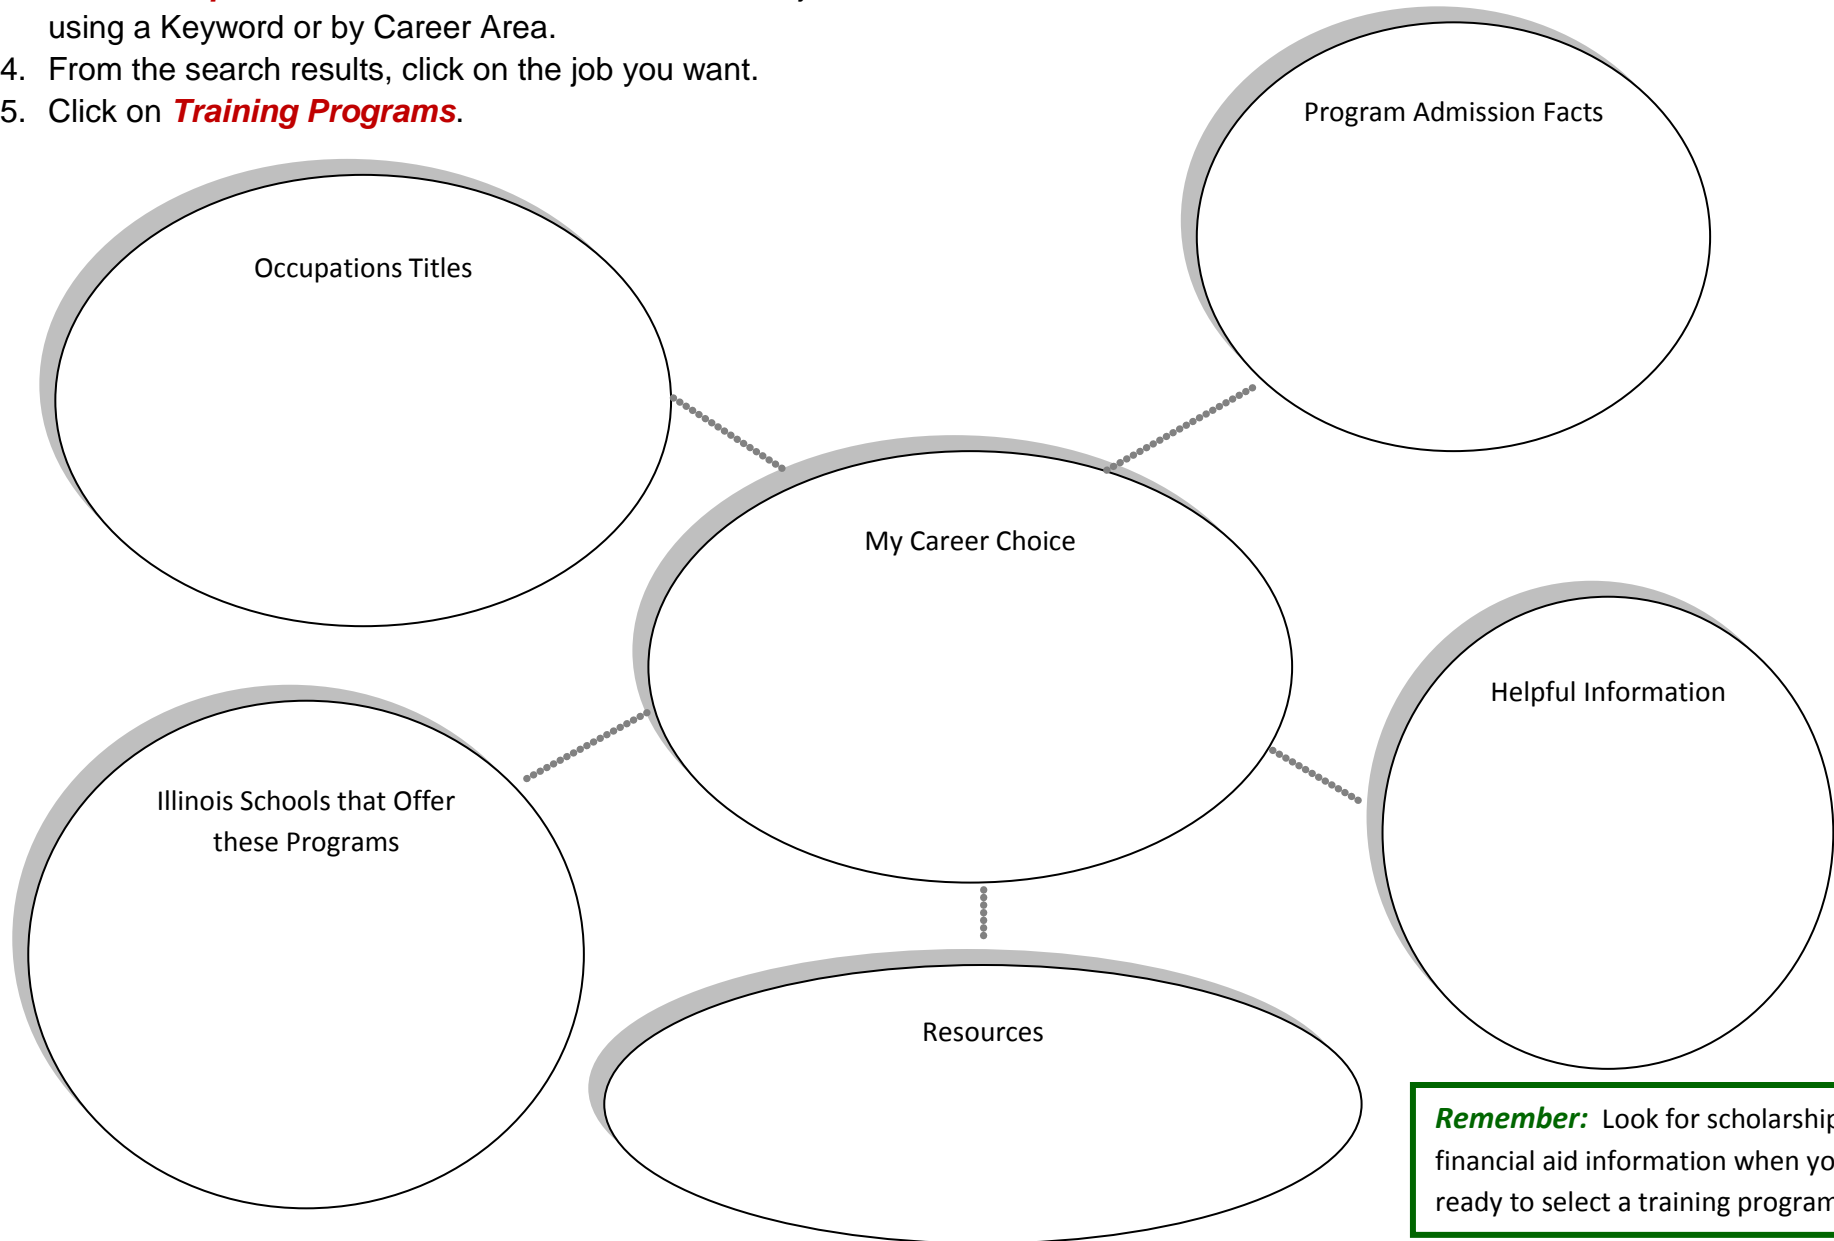 using a Keyword or by Career Area.
4. From the search results, click on the job you want.
5. Click on Training Programs.
Program Admission Facts
Occupations Titles
My Career Choice
Helpful Information
Illinois Schools that Offer
these Programs
Resources
Remember: Look for scholarship
financial aid information when
ready to select a training program